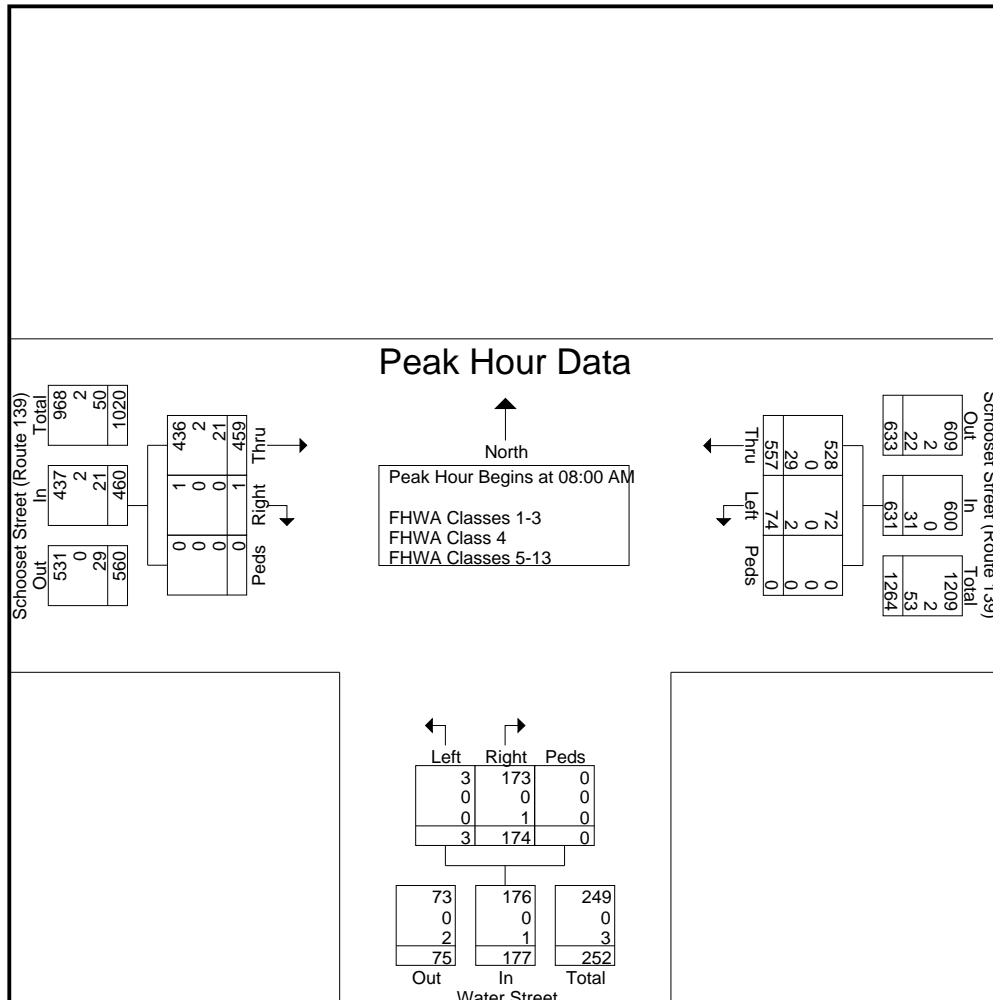 Peak Hour Data
North
Peak Hour Begins at 08:00 AM
FHWA Classes 1-3
FHWA Class 4
FHWA Classes 5-13
Schooset Street (Route 139)
Total In Out
968 437 531
2 2 0
50 21 29
1020 460 560
Thru Right Peds
436 1 0
2 0 0
21 0 0
459 1 0
Schooset Street (Route 139)
Out In Total
609 600 1209
2 0 2
22 31 53
633 631 1264
Thru Left Peds
528 72 0
0 0 0
29 2 0
557 74 0
Left Right Peds
3 173 0
0 0 0
0 1 0
3 174 0
73 176 249
0 0 0
2 1 3
75 177 252
Out In Total
Water Street